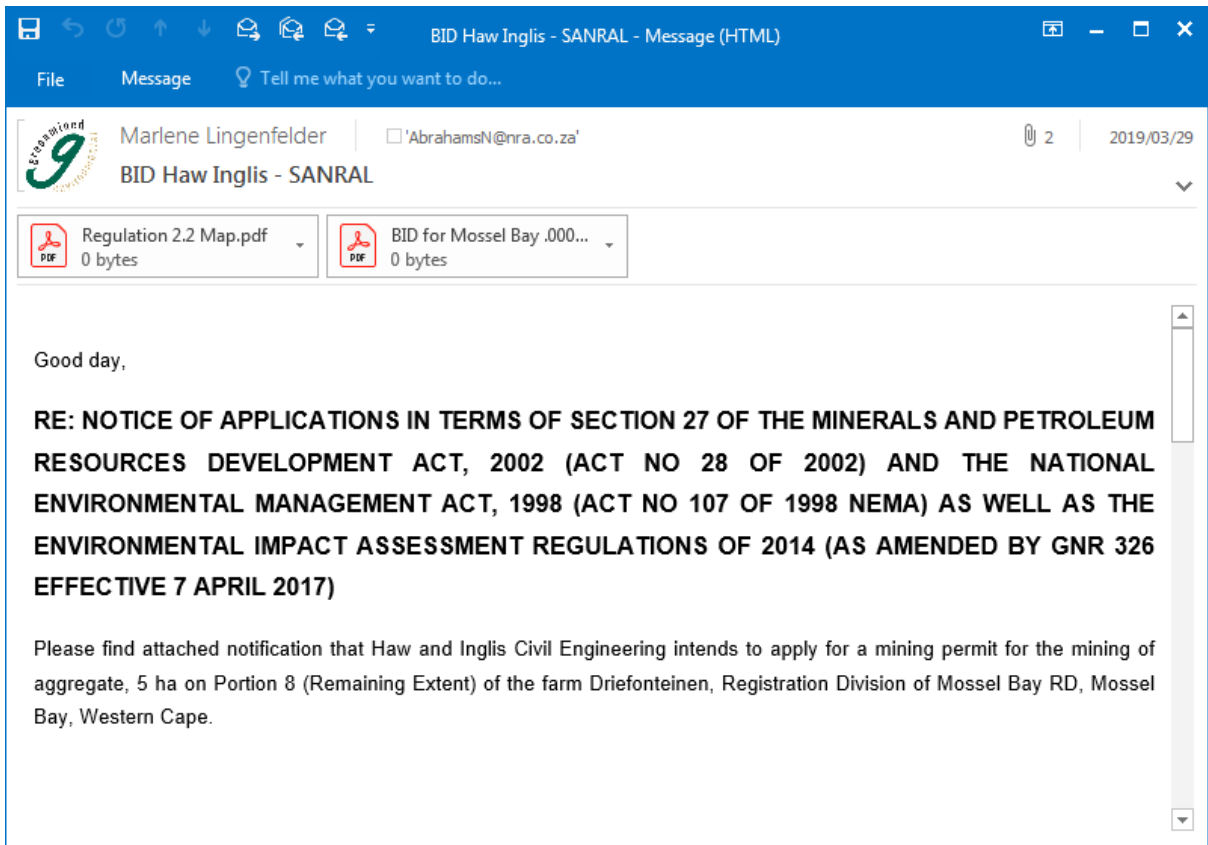 BID Haw Inglis - SANRAL - Message (HTML)
File Message Tell me what you want to do...
Marlene Lingenfelder 'AbrahamsN@nra.co.za' 2 2019/03/29
BID Haw Inglis - SANRAL
Regulation 2.2 Map.pdf BID for Mossel Bay .000...
0 bytes 0 bytes
Good day,
RE: NOTICE OF APPLICATIONS IN TERMS OF SECTION 27 OF THE MINERALS AND PETROLEUM
RESOURCES DEVELOPMENT ACT, 2002 (ACT NO 28 OF 2002) AND THE NATIONAL
ENVIRONMENTAL MANAGEMENT ACT, 1998 (ACT NO 107 OF 1998 NEMA) AS WELL AS THE
ENVIRONMENTAL IMPACT ASSESSMENT REGULATIONS OF 2014 (AS AMENDED BY GNR 326
EFFECTIVE 7 APRIL 2017)
Please find attached notification that Haw and Inglis Civil Engineering intends to apply for a mining permit for the mining of
aggregate, 5 ha on Portion 8 (Remaining Extent) of the farm Driefonteinen, Registration Division of Mossel Bay RD, Mossel
Bay, Western Cape.